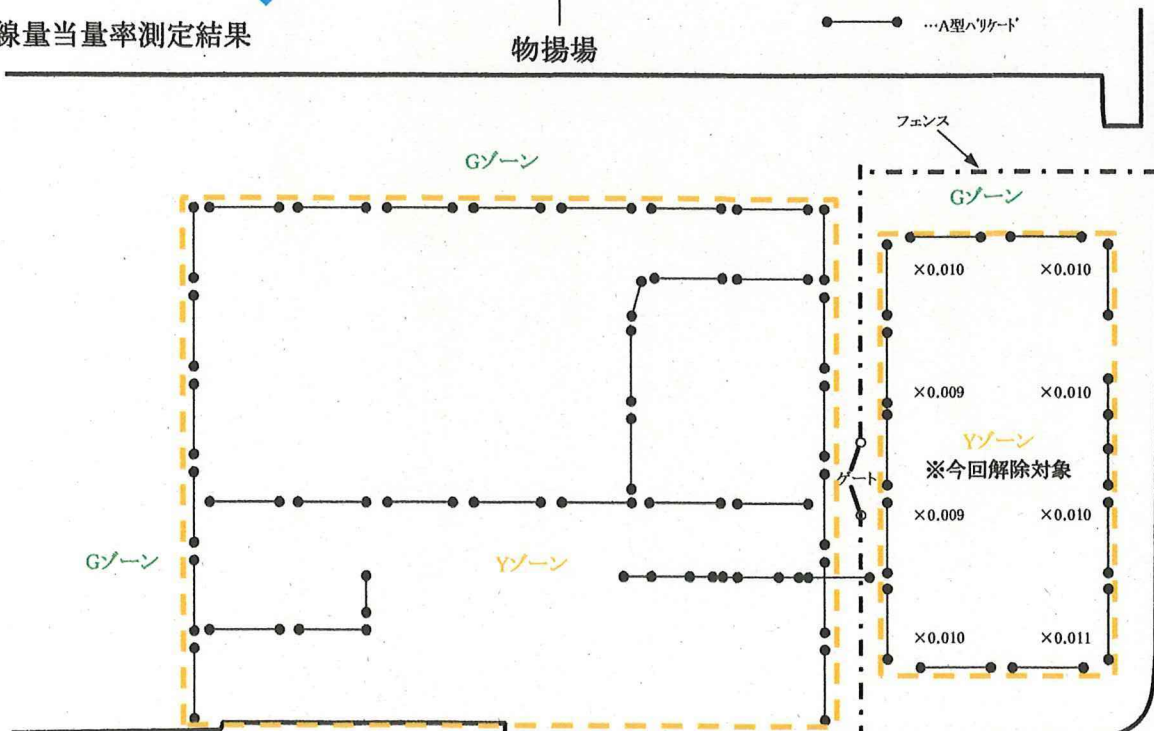 線量当量率測定結果
物揚場
…A型バリケード
フェンス
Gゾーン
Gゾーン
×0.010 ×0.010
×0.009 ×0.010
Yゾーン
※今回解除対象
ゲート
×0.009 ×0.010
Gゾーン
Yゾーン
×0.010 ×0.011